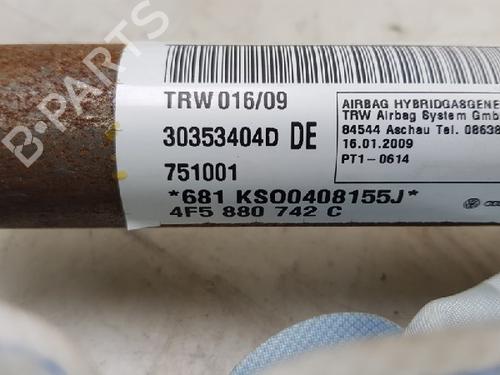 TRW 016/09
30353404D DE
751001
*681 KSO0408155J*
4F5 880 742 C
AIRBAG HYBRIDGASGENE
TRW Airbag System Gmb
84544 Aschau Tel. 08638
16.01.2009
PT1-0614
B-PARTS